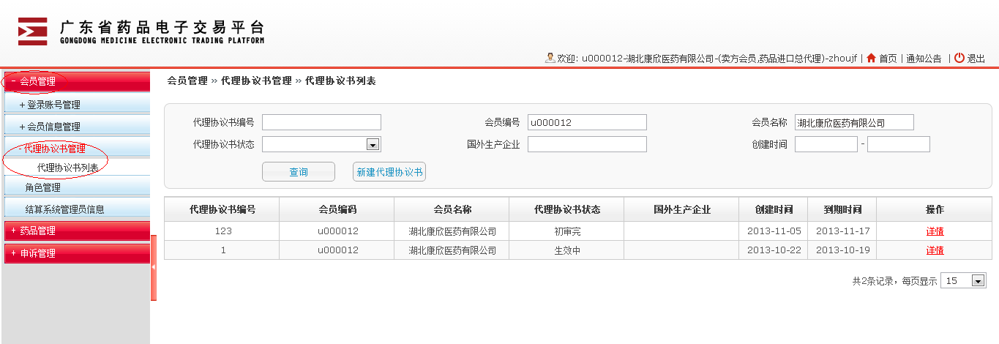 广东省药品电子交易平台
GONGDONG MEDICINE ELECTRONIC TRADING PLATFORM
欢迎: u000012-湖北康欣医药有限公司-(卖方会员,药品进口总代理)-zhoujf | 首页 | 通知公告 | 退出
- 会员管理
+ 登录账号管理
+ 会员信息管理
- 代理协议书管理
代理协议书列表
角色管理
结算系统管理员信息
+ 药品管理
+ 申诉管理
会员管理 » 代理协议书管理 » 代理协议书列表
代理协议书编号 会员编号 u000012 会员名称 湖北康欣医药有限公司
代理协议书状态 国外生产企业 创建时间 -
查询 新建代理协议书
代理协议书编号 会员编码 会员名称 代理协议书状态 国外生产企业 创建时间 到期时间 操作
123 u000012 湖北康欣医药有限公司 初审完 2013-11-05 2013-11-17 详情
1 u000012 湖北康欣医药有限公司 生效中 2013-10-22 2013-10-19 详情
共2条记录，每页显示 15